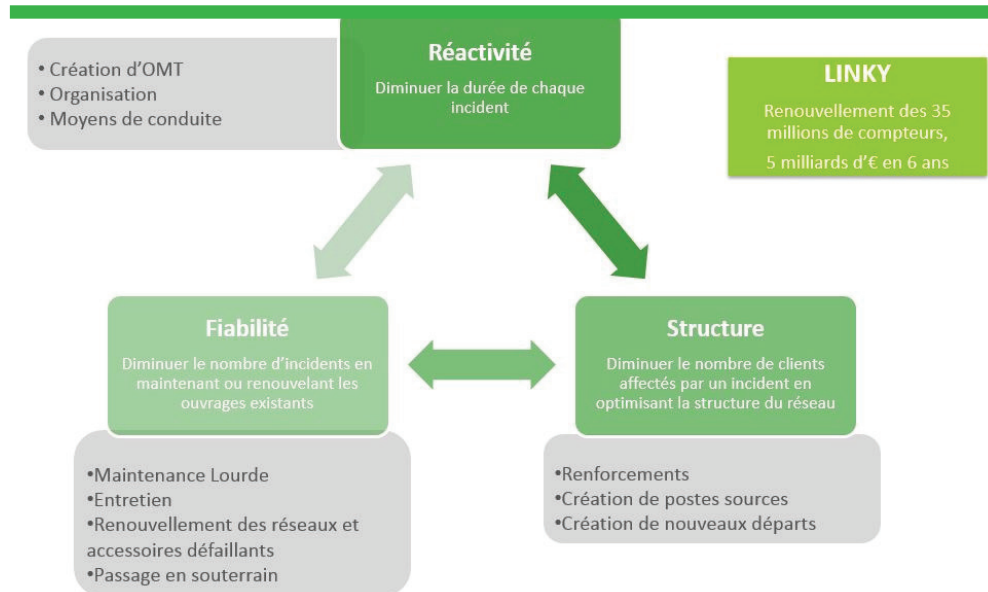 • Création d'OMT
• Organisation
• Moyens de conduite
Réactivité
Diminuer la durée de chaque
incident
LINKY
Renouvellement des 35
millions de compteurs,
5 milliards d'€ en 6 ans
Fiabilité
Diminuer le nombre d'incidents en
maintenant ou renouvelant les
ouvrages existants
•Maintenance Lourde
•Entretien
•Renouvellement des réseaux et
accessoires défaillants
•Passage en souterrain
Structure
Diminuer le nombre de clients
affectés par un incident en
optimisant la structure du réseau
•Renforcements
•Création de postes sources
•Création de nouveaux départs